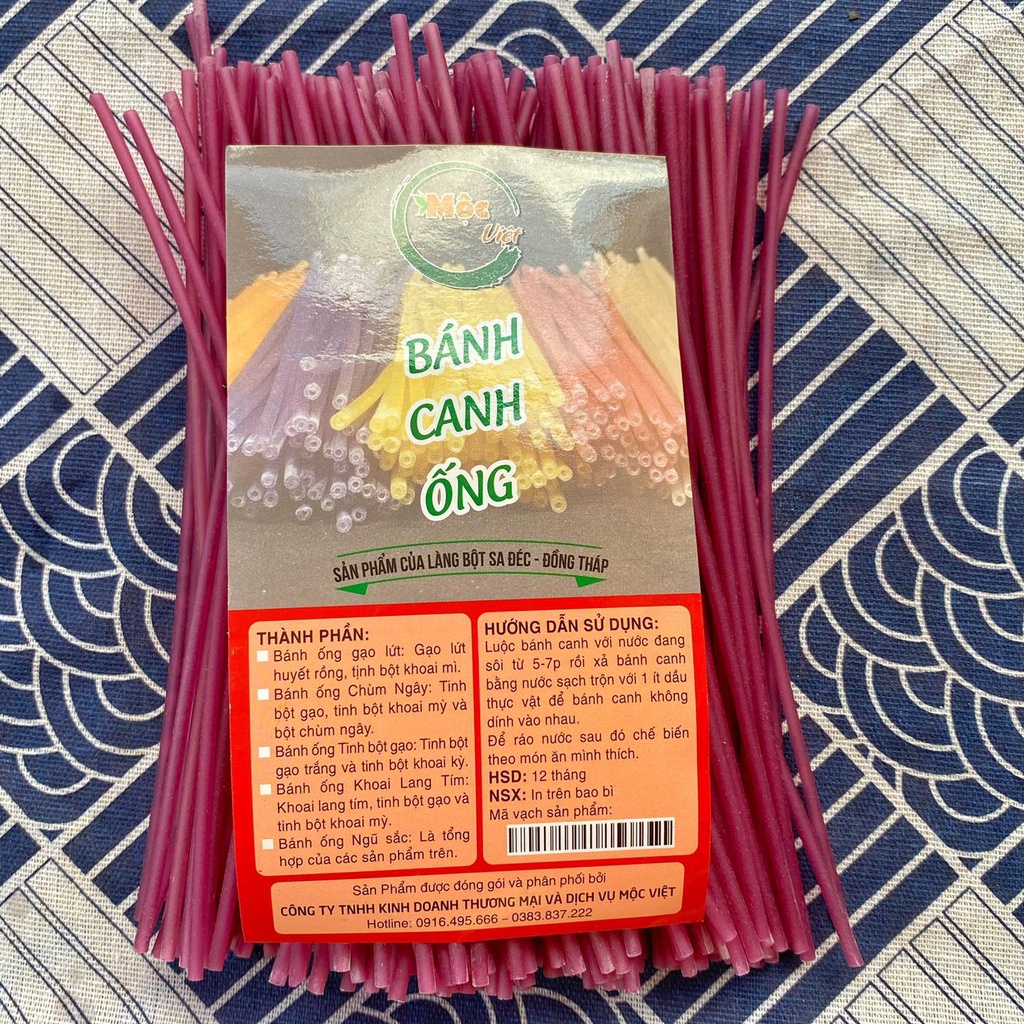 Mộc
Việt
BÁNH
CANH
ỐNG
SẢN PHẨM CỦA LÀNG BỘT SA ĐÉC - ĐỒNG THÁP
THÀNH PHẦN:
Bánh ống gạo lứt: Gạo lứt
huyết rồng, tịnh bột khoai mì.
Bánh ống Chùm Ngây: Tinh
bột gạo, tinh bột khoai mỳ và
bột chùm ngây.
Bánh ống Tinh bột gạo: Tinh bột
gạo trắng và tinh bột khoai kỳ.
Bánh ống Khoai Lang Tím:
Khoai lang tím, tinh bột gạo và
tinh bột khoai mỳ.
Bánh ống Ngũ sắc: Là tổng
hợp của các sản phẩm trên.
HƯỚNG DẪN SỬ DỤNG:
Luộc bánh canh với nước đang
sôi từ 5-7p rồi xả bánh canh
bằng nước sạch trộn với 1 ít dầu
thực vật để bánh canh không
dính vào nhau.
Để ráo nước sau đó chế biến
theo món ăn mình thích.
HSD: 12 tháng
NSX: In trên bao bì
Mã vạch sản phẩm:
Sản Phẩm được đóng gói và phân phối bởi
CÔNG TY TNHH KINH DOANH THƯƠNG MẠI VÀ DỊCH VỤ MỘC VIỆT
Hotline: 0916.495.666 – 0383.837.222